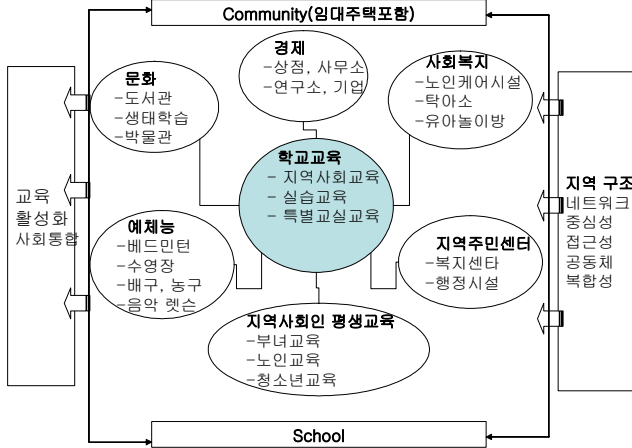 Community(임대주택포함)
경제
-상점, 사무소
-연구소, 기업
문화
-도서관
-생태학습
-박물관
사회복지
-노인케어시설
-탁아소
-유아놀이방
학교교육
- 지역사회교육
- 실습교육
- 특별교실교육
교육
활성화
사회통합
지역 구조
네트워크
중심성
접근성
공동체
복합성
예체능
-베드민턴
-수영장
-배구, 농구
-음악 렛슨
지역주민센터
-복지센타
-행정시설
지역사회인 평생교육
-부녀교육
-노인교육
-청소년교육
School